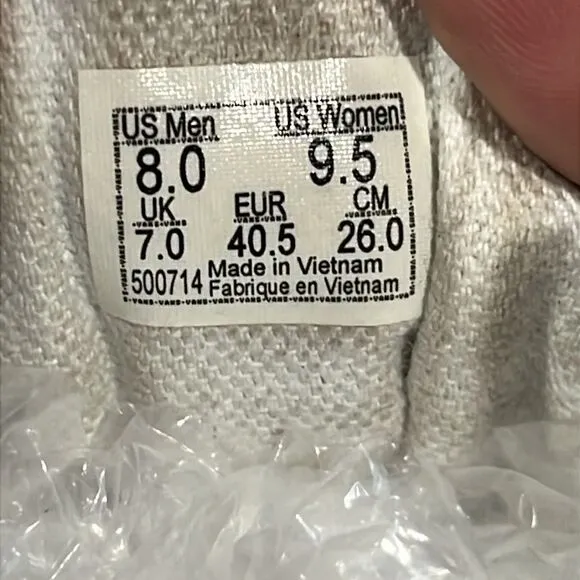 US Men US Women
8.0 9.5
UK EUR CM
7.0 40.5 26.0
500714 Made in Vietnam
Fabrique en Vietnam